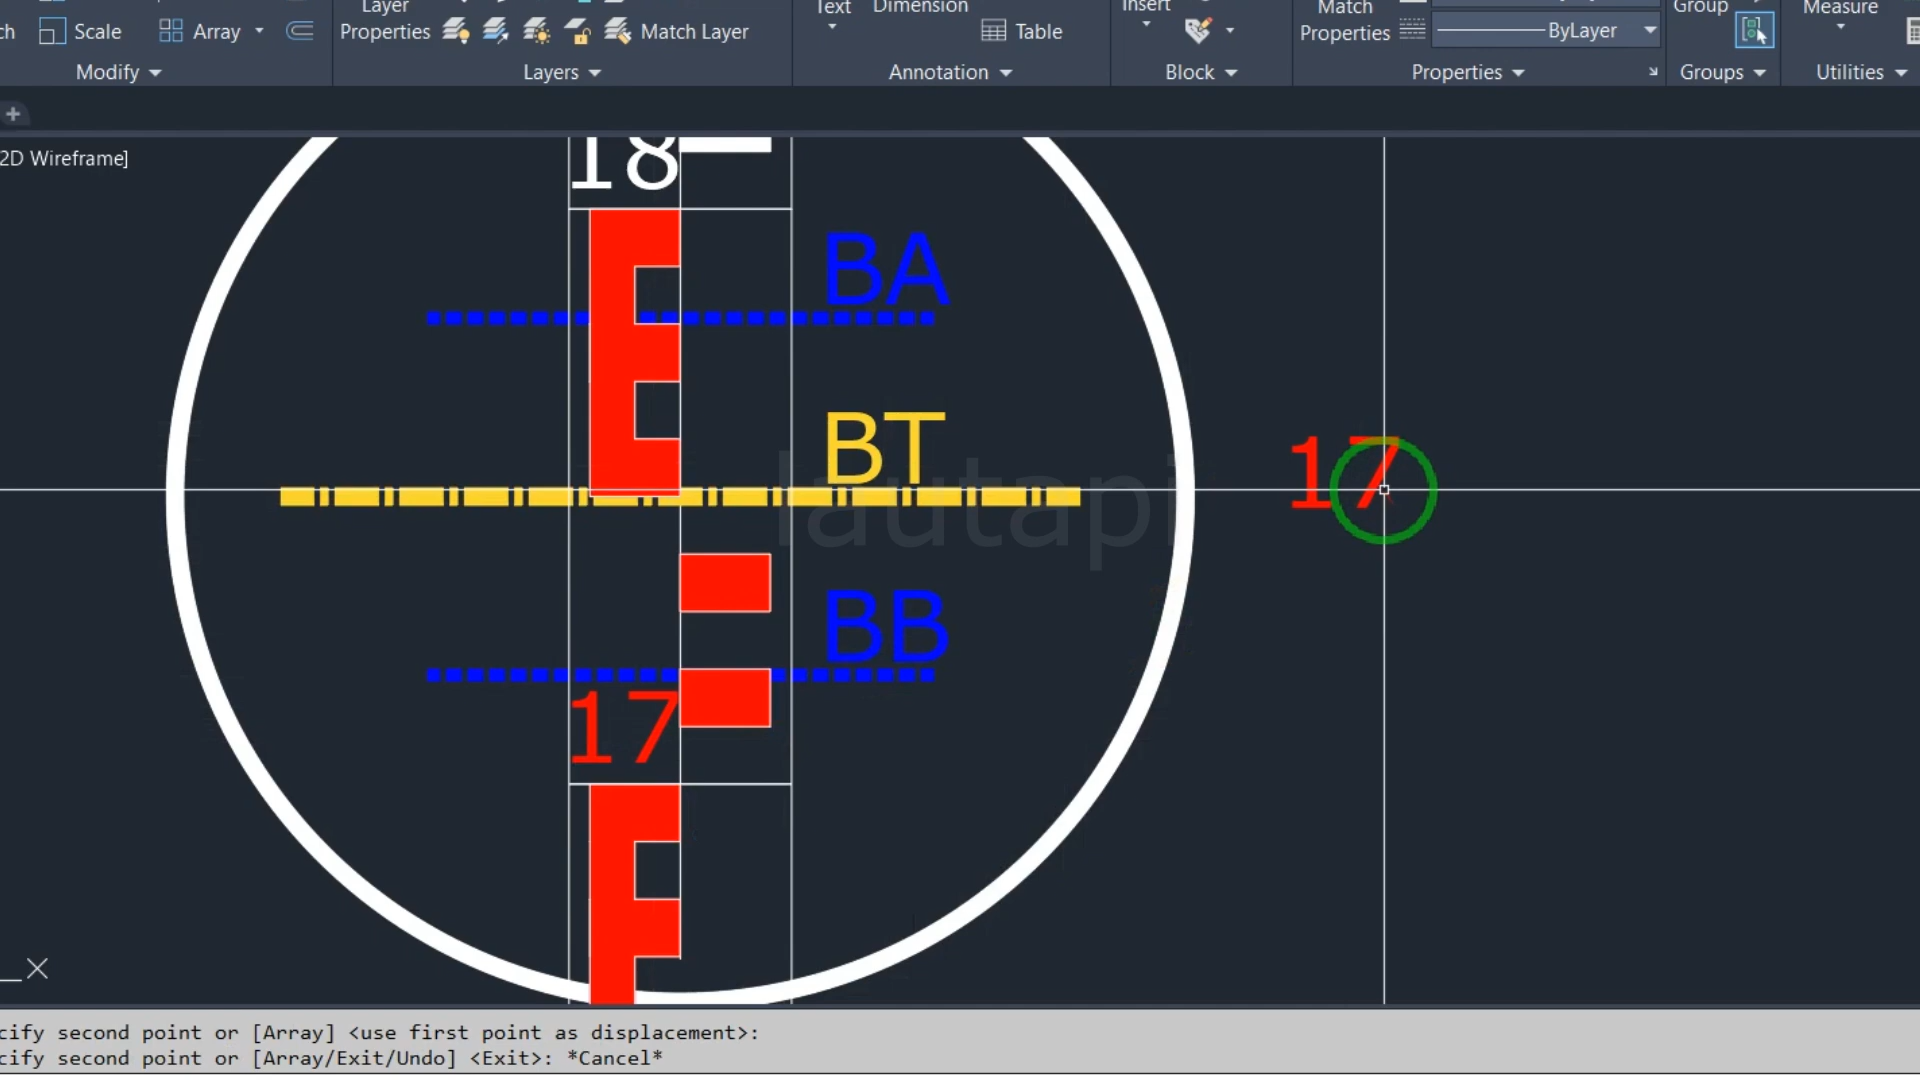 Layer
Text
Dimension
Insert
Match
Group
Measure
ch
Scale
Array
Properties
Match Layer
Table
Properties
ByLayer
Modify
Layers
Annotation
Block
Properties
Groups
Utilities
2D Wireframe]
18
BA
BT
17
lautapi
BB
17
cify second point or [Array] <use first point as displacement>:
cify second point or [Array/Exit/Undo] <Exit>: *Cancel*